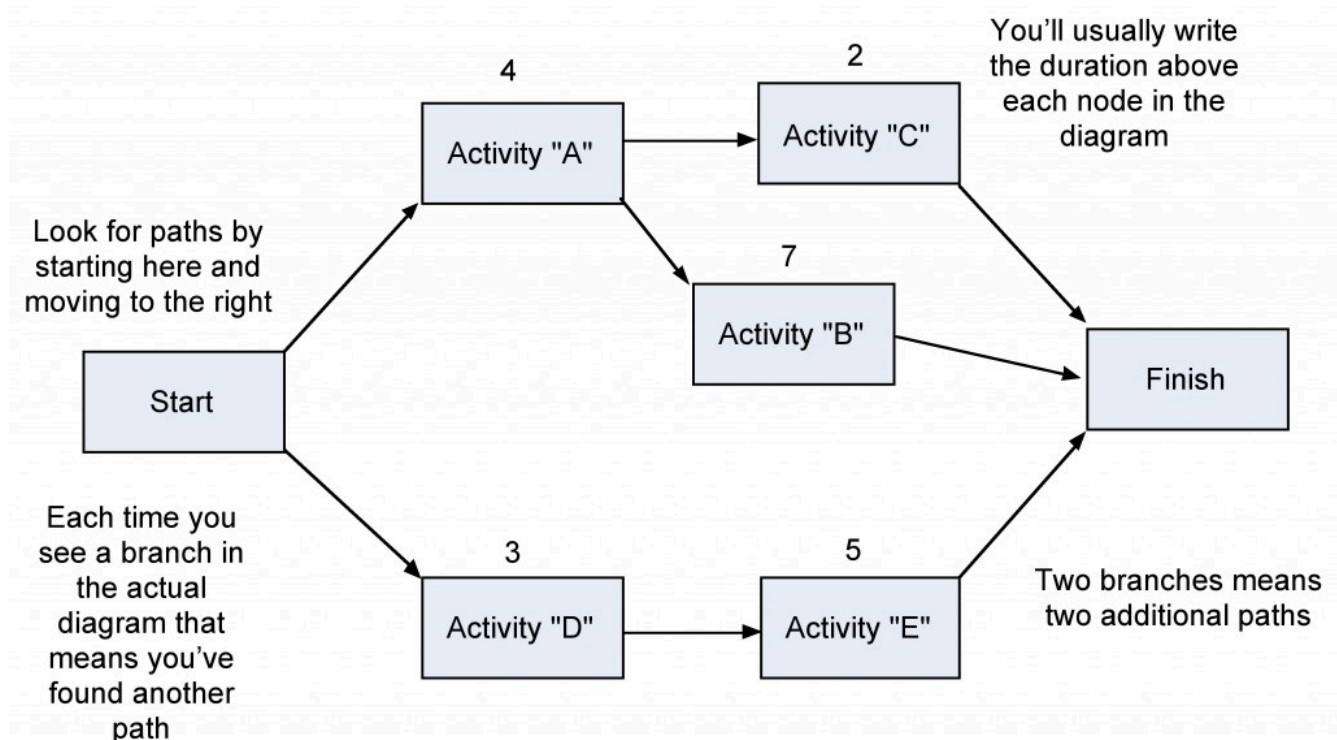 You'll usually write
the duration above
each node in the
diagram
4
2
Activity "A"
Activity "C"
Look for paths by
starting here and
moving to the right
7
Activity "B"
Start
Finish
Each time you
see a branch in
the actual
diagram that
means you've
found another
path
3
5
Activity "D"
Activity "E"
Two branches means
two additional paths